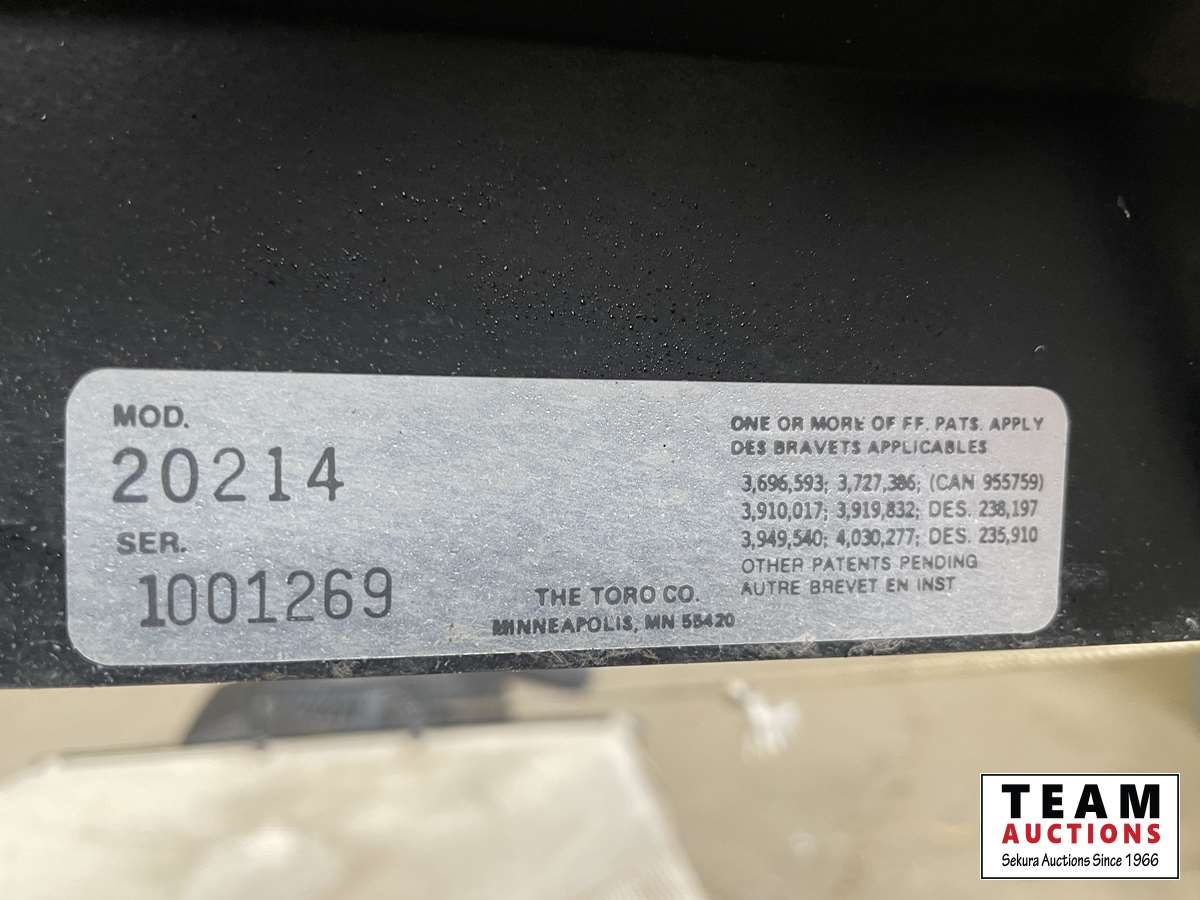 MOD.
20214
SER.
1001269
THE TORO CO.
MINNEAPOLIS, MN 55420
ONE OR MORE OF FF. PATS. APPLY
DES BRAVETS APPLICABLES
3,696,593; 3,727,386; (CAN 955759)
3,910,017; 3,919,832; DES. 238,197
3,949,540; 4,030,277; DES. 235,910
OTHER PATENTS PENDING
AUTRE BREVET EN INST
TEAM
AUCTIONS
Sekura Auctions Since 1966